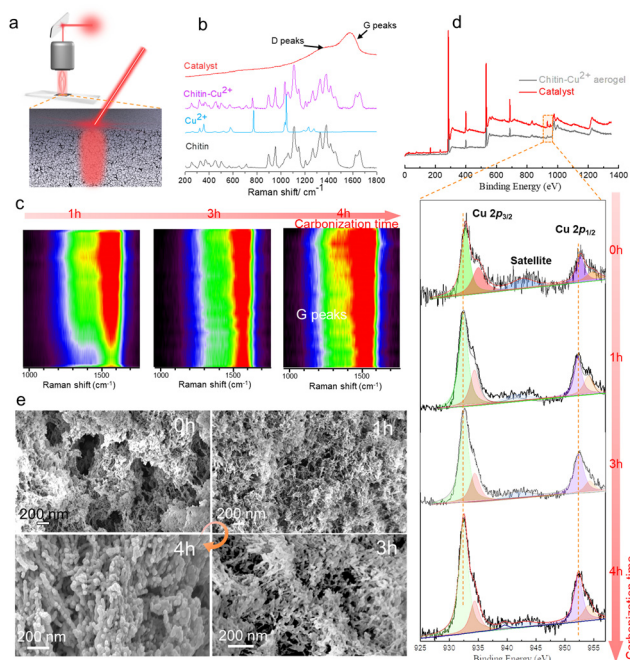 a
b
G peaks
D peaks
Catalyst
Chitin-Cu2+
Cu2+
Chitin
200 400 600 800 1000 1200 1400 1600 1800
Raman shift/ cm-1
c
1h 3h 4h
Carbonization time
G peaks
1000 1500 1000 1500 1000 1500
Raman shift (cm-1) Raman shift (cm-1) Raman shift (cm-1)
d
Chitin-Cu2+ aerogel
Catalyst
0 200 400 600 800 1000 1200 1400
Binding Energy (eV)
Cu 2p3/2
Cu 2p1/2
Satellite
0h
1h
3h
4h
925 930 935 940 945 950 955
Binding Energy (eV)
Carbonization time
e
0h
200 nm
1h
200 nm
4h
200 nm
3h
200 nm